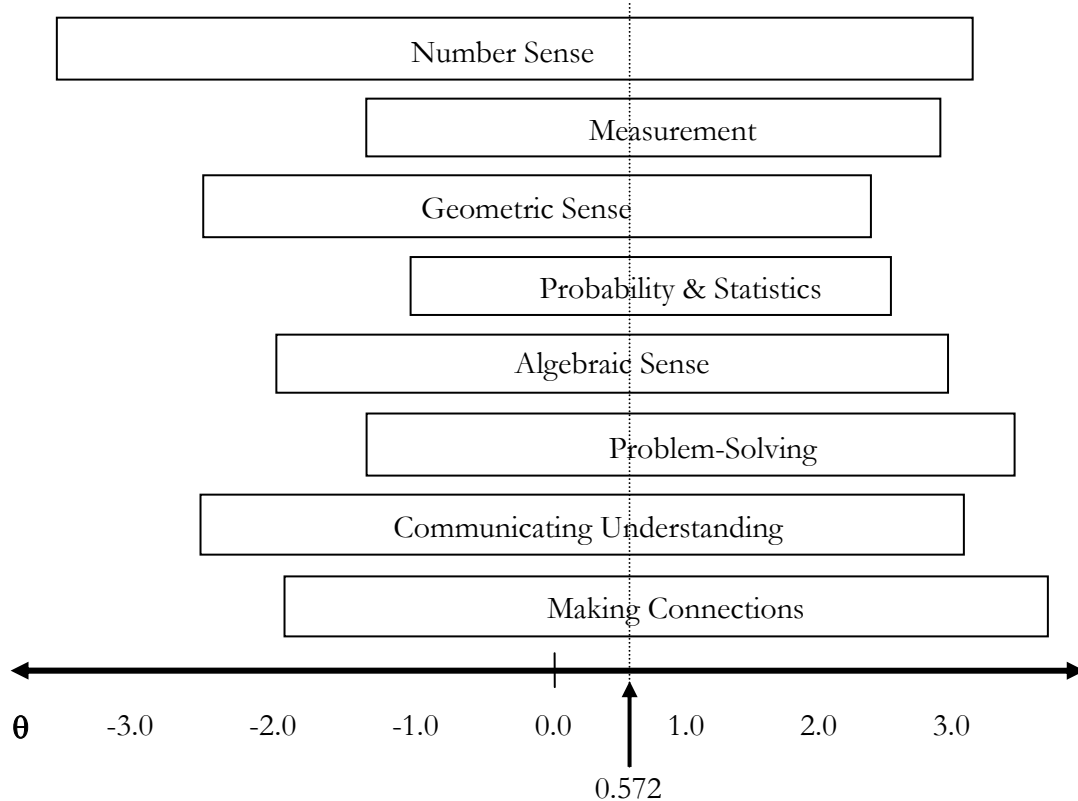 Number Sense
Measurement
Geometric Sense
Probability & Statistics
Algebraic Sense
Problem-Solving
Communicating Understanding
Making Connections
θ -3.0 -2.0 -1.0 0.0 1.0 2.0 3.0
0.572